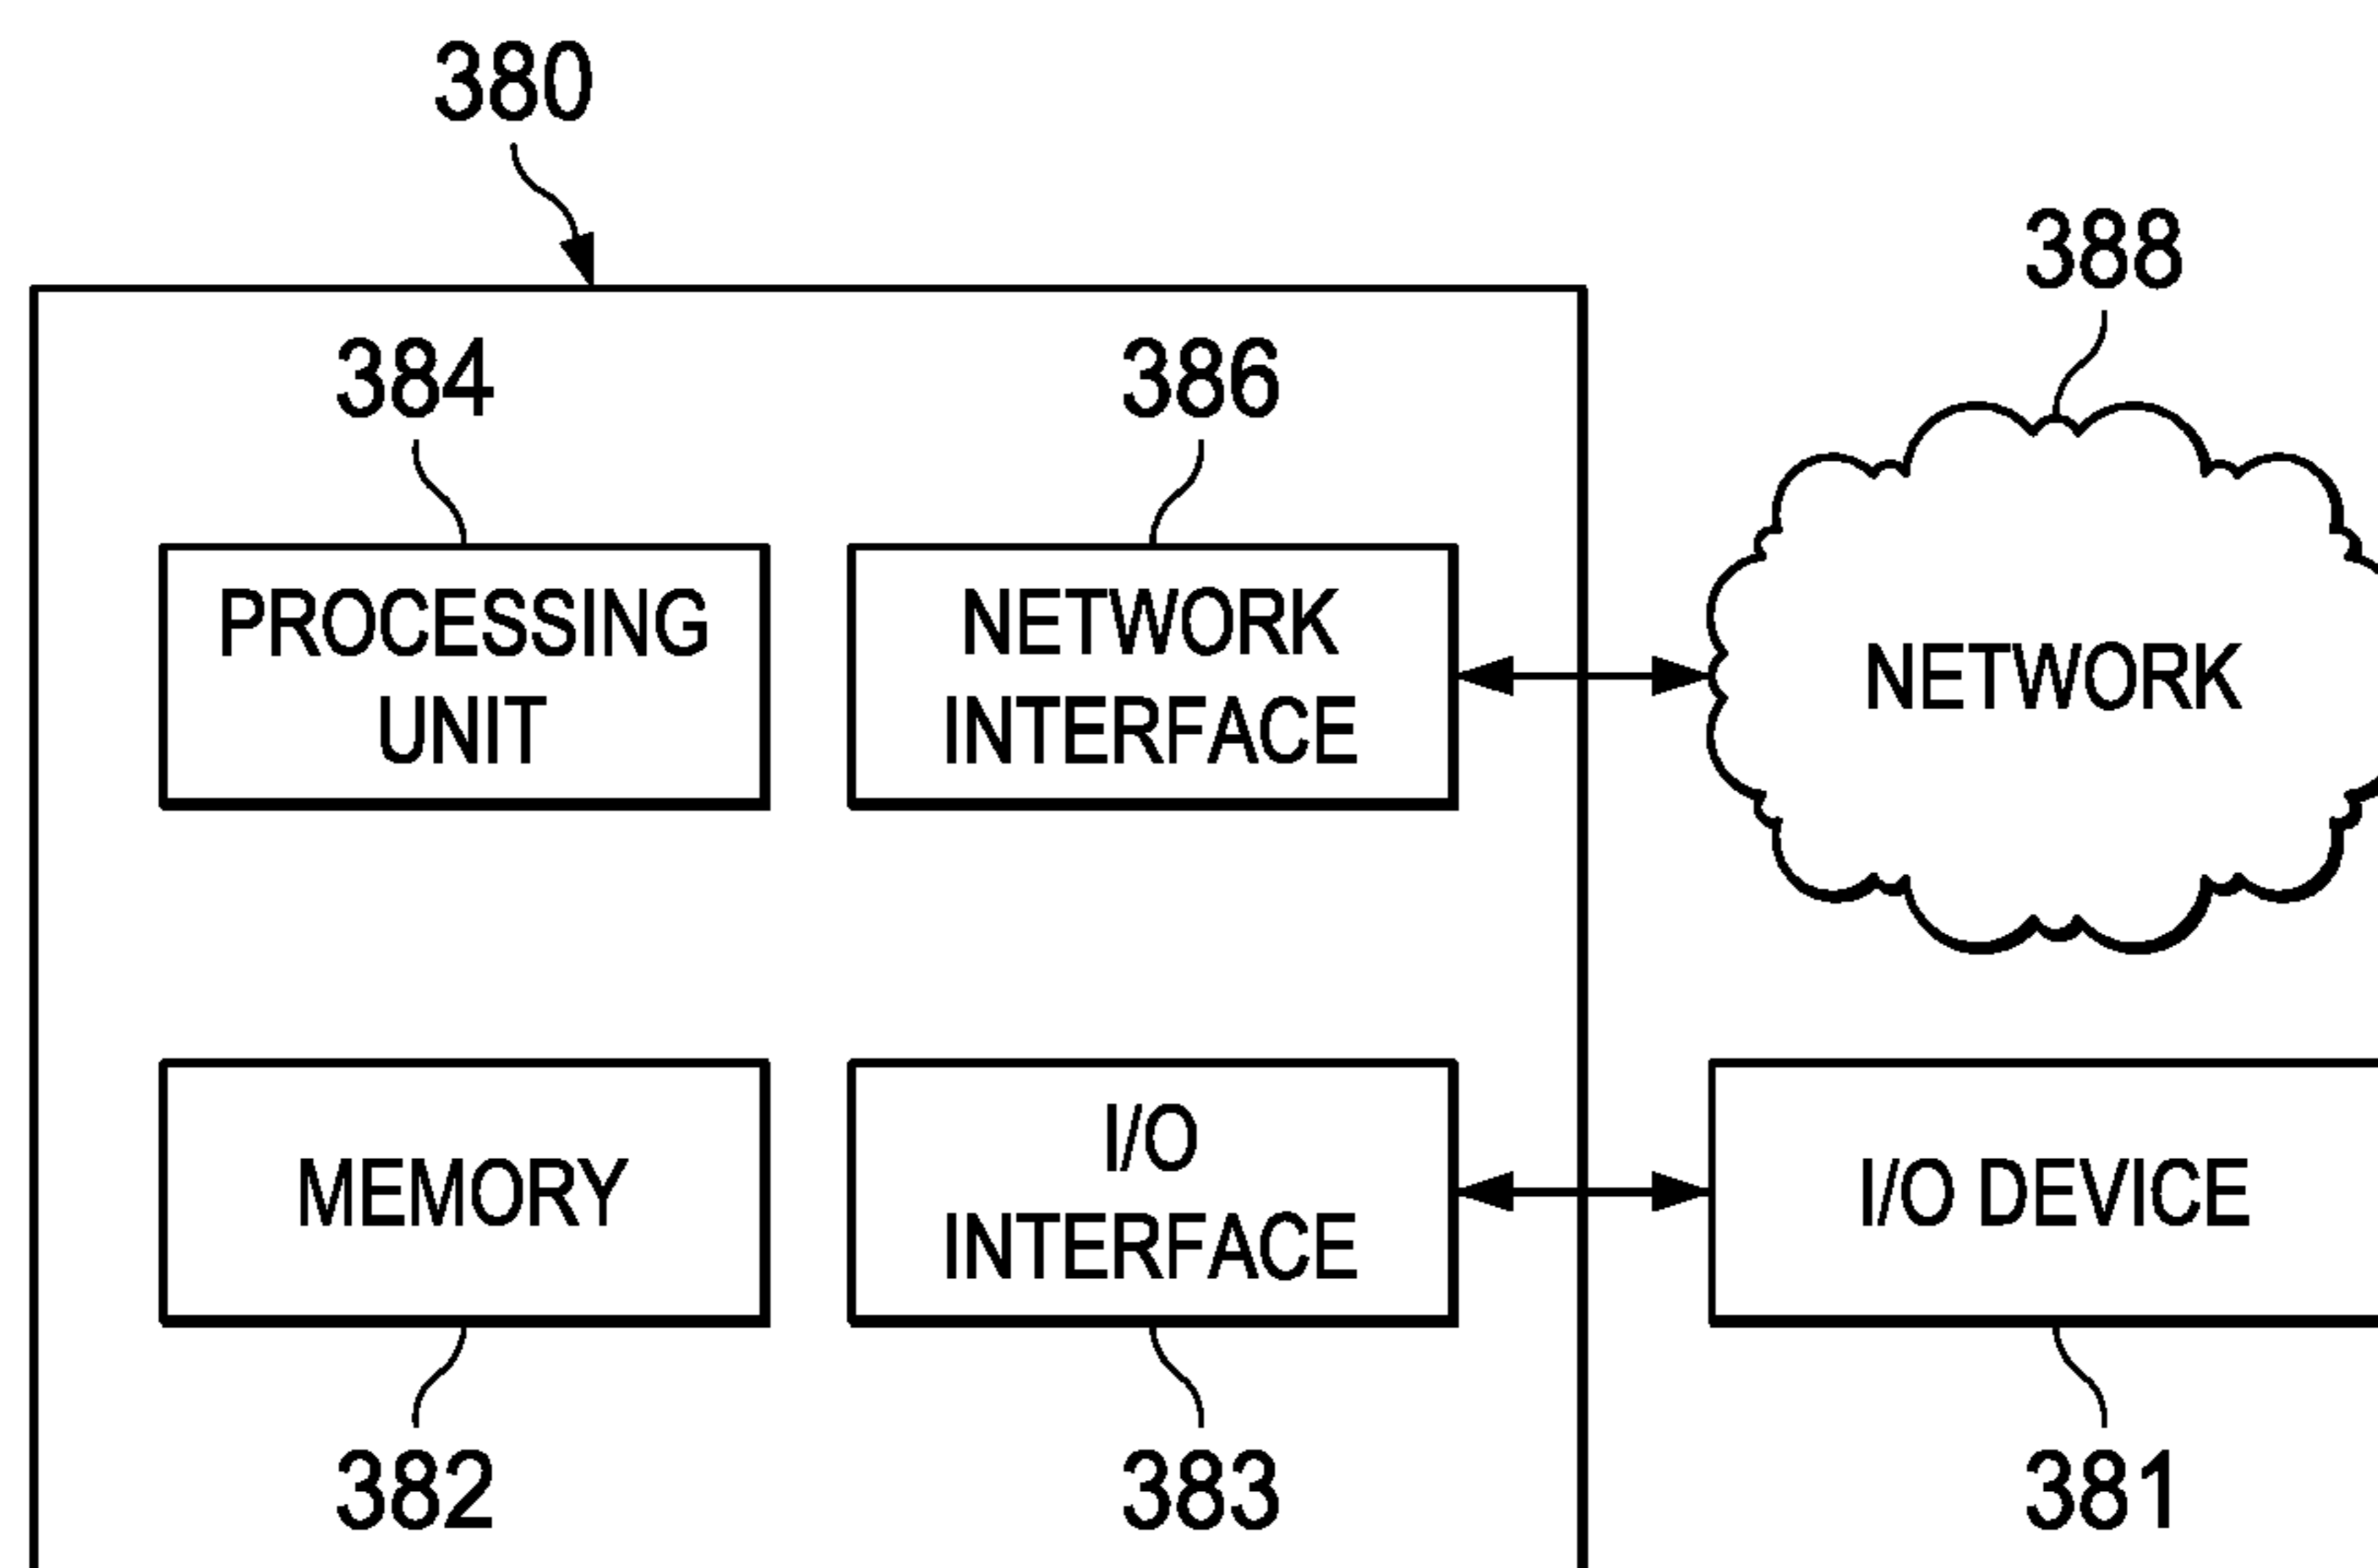 380
388
384
386
PROCESSING
UNIT
NETWORK
INTERFACE
NETWORK
MEMORY
I/O
INTERFACE
I/O DEVICE
382
383
381